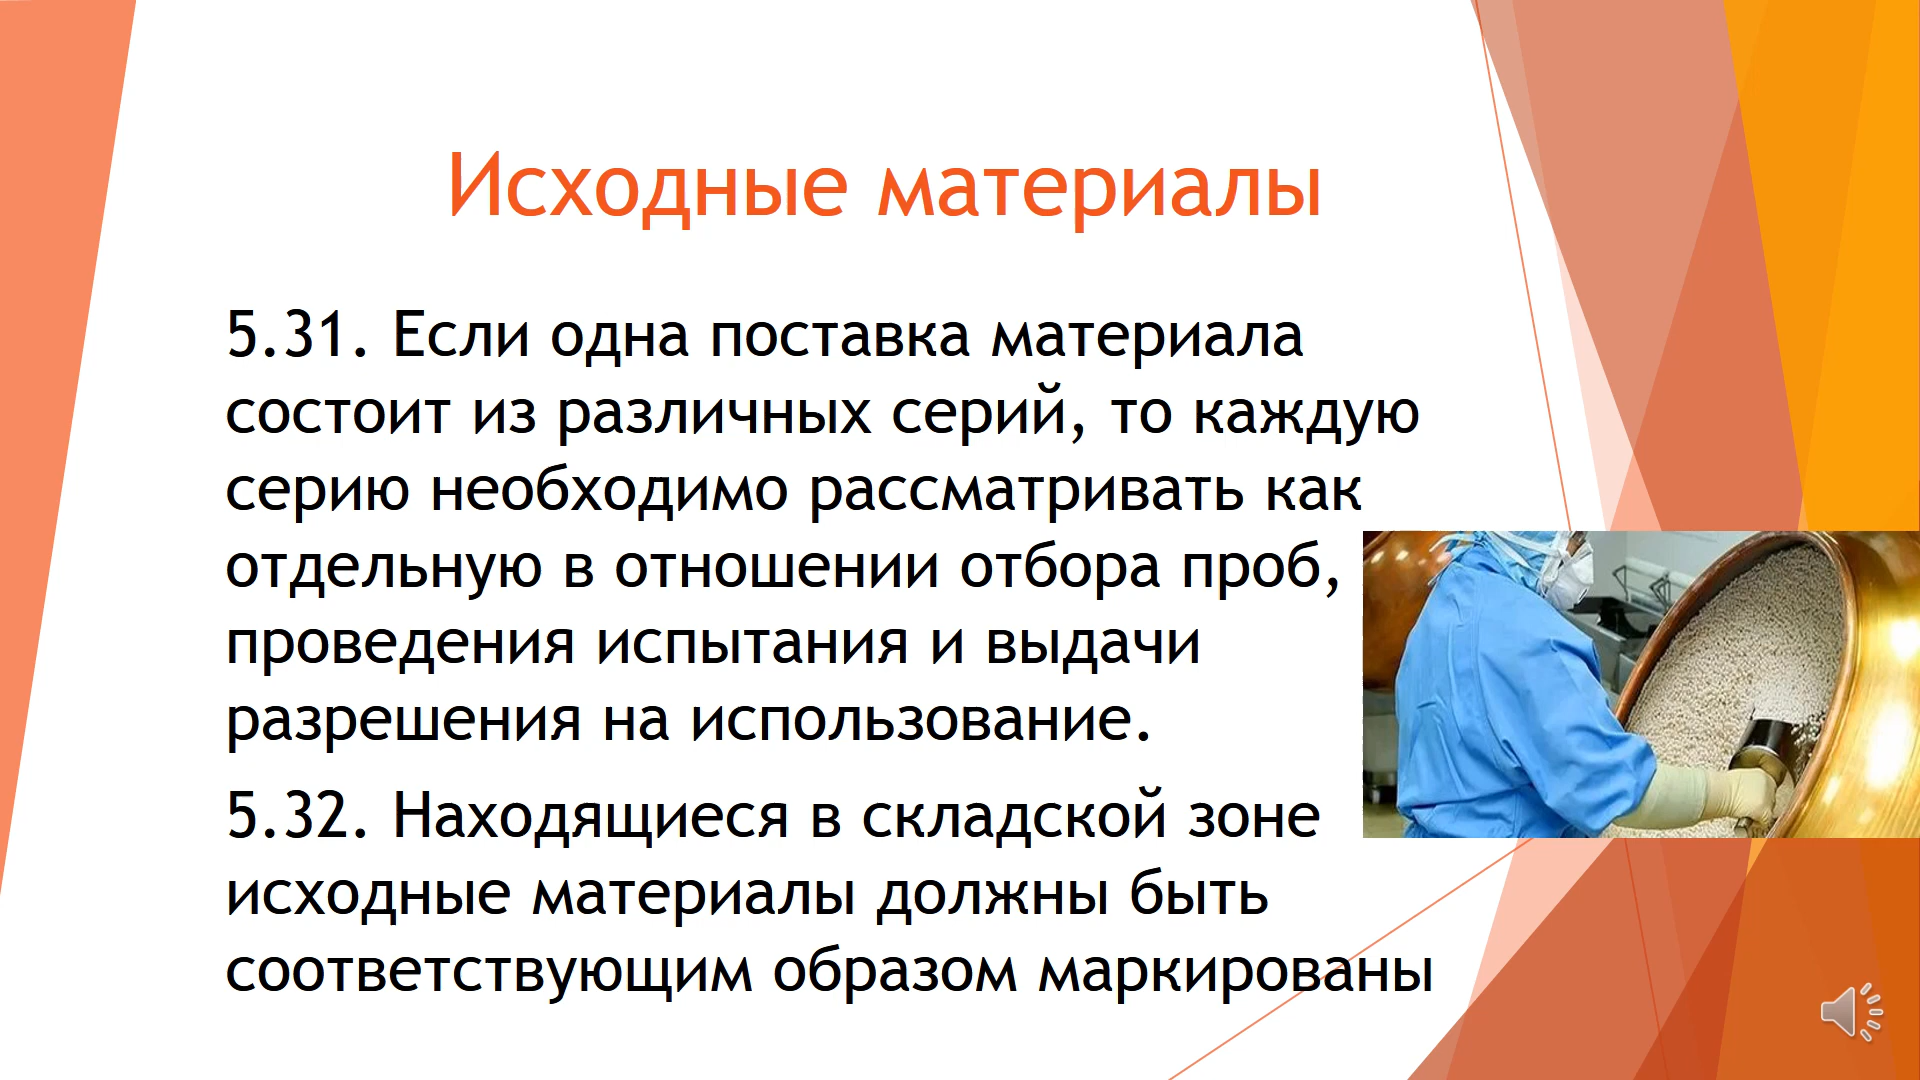 Исходные материалы
5.31. Если одна поставка материала
состоит из различных серий, то каждую
серию необходимо рассматривать как
отдельную в отношении отбора проб,
проведения испытания и выдачи
разрешения на использование.
5.32. Находящиеся в складской зоне
исходные материалы должны быть
соответствующим образом маркированы